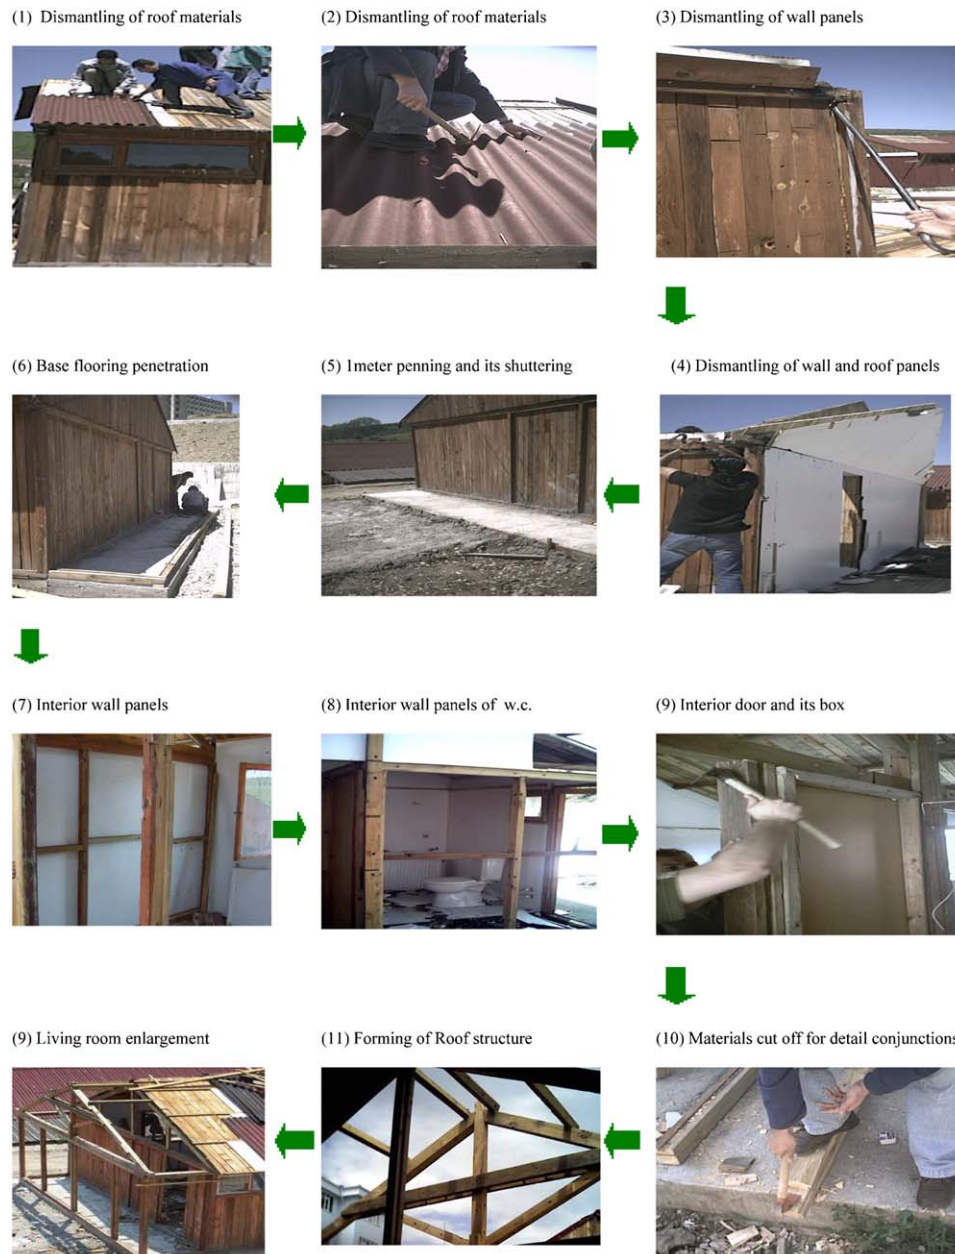 (1) Dismantling of roof materials
(2) Dismantling of roof materials
(3) Dismantling of wall panels
(6) Base flooring penetration
(5) 1meter penning and its shuttering
(4) Dismantling of wall and roof panels
(7) Interior wall panels
(8) Interior wall panels of w.c.
(9) Interior door and its box
(9) Living room enlargement
(11) Forming of Roof structure
(10) Materials cut off for detail conjunctions